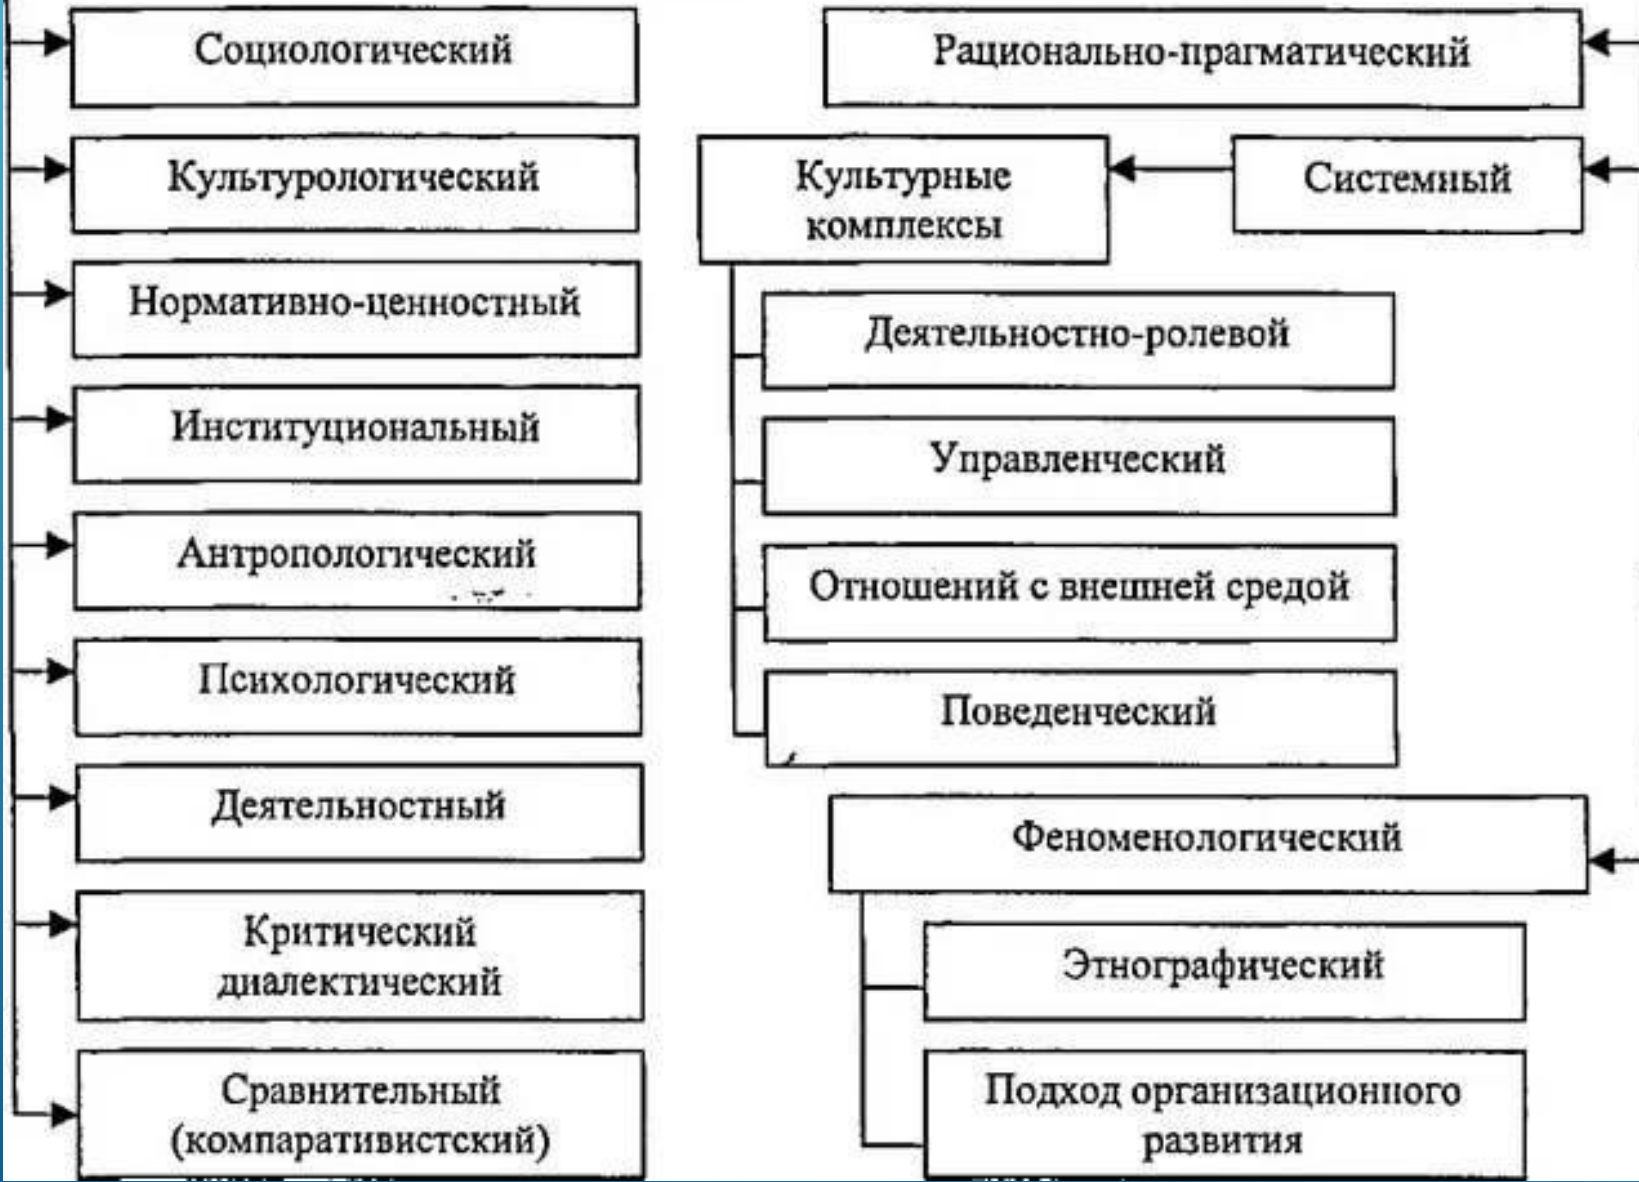 Социологический
Культурологический
Нормативно-ценностный
Институциональный
Антропологический
Психологический
Деятельностный
Критический
диалектический
Сравнительный
(компаративистский)
Рационально-прагматический
Системный
Культурные
комплексы
Деятельностно-ролевой
Управленческий
Отношений с внешней средой
Поведенческий
Феноменологический
Этнографический
Подход организационного
развития